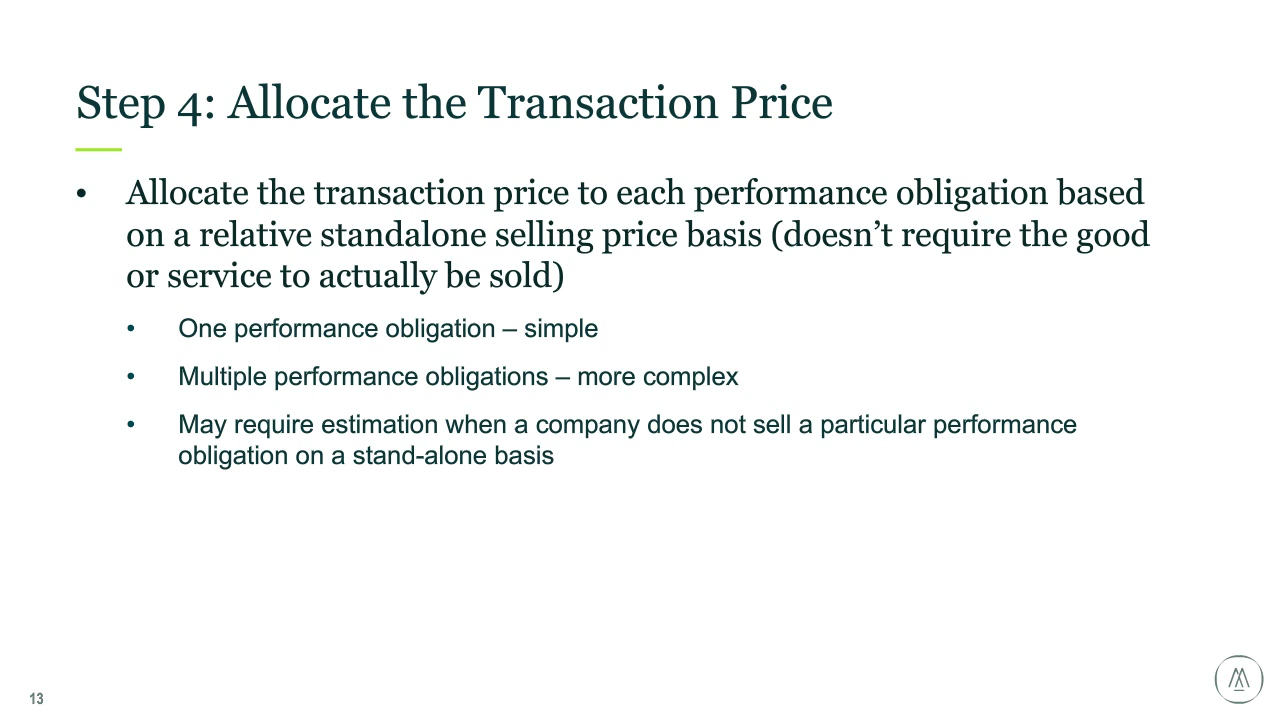 Step 4: Allocate the Transaction Price
• Allocate the transaction price to each performance obligation based
on a relative standalone selling price basis (doesn’t require the good
or service to actually be sold)
• One performance obligation – simple
• Multiple performance obligations – more complex
• May require estimation when a company does not sell a particular performance
obligation on a stand-alone basis
13